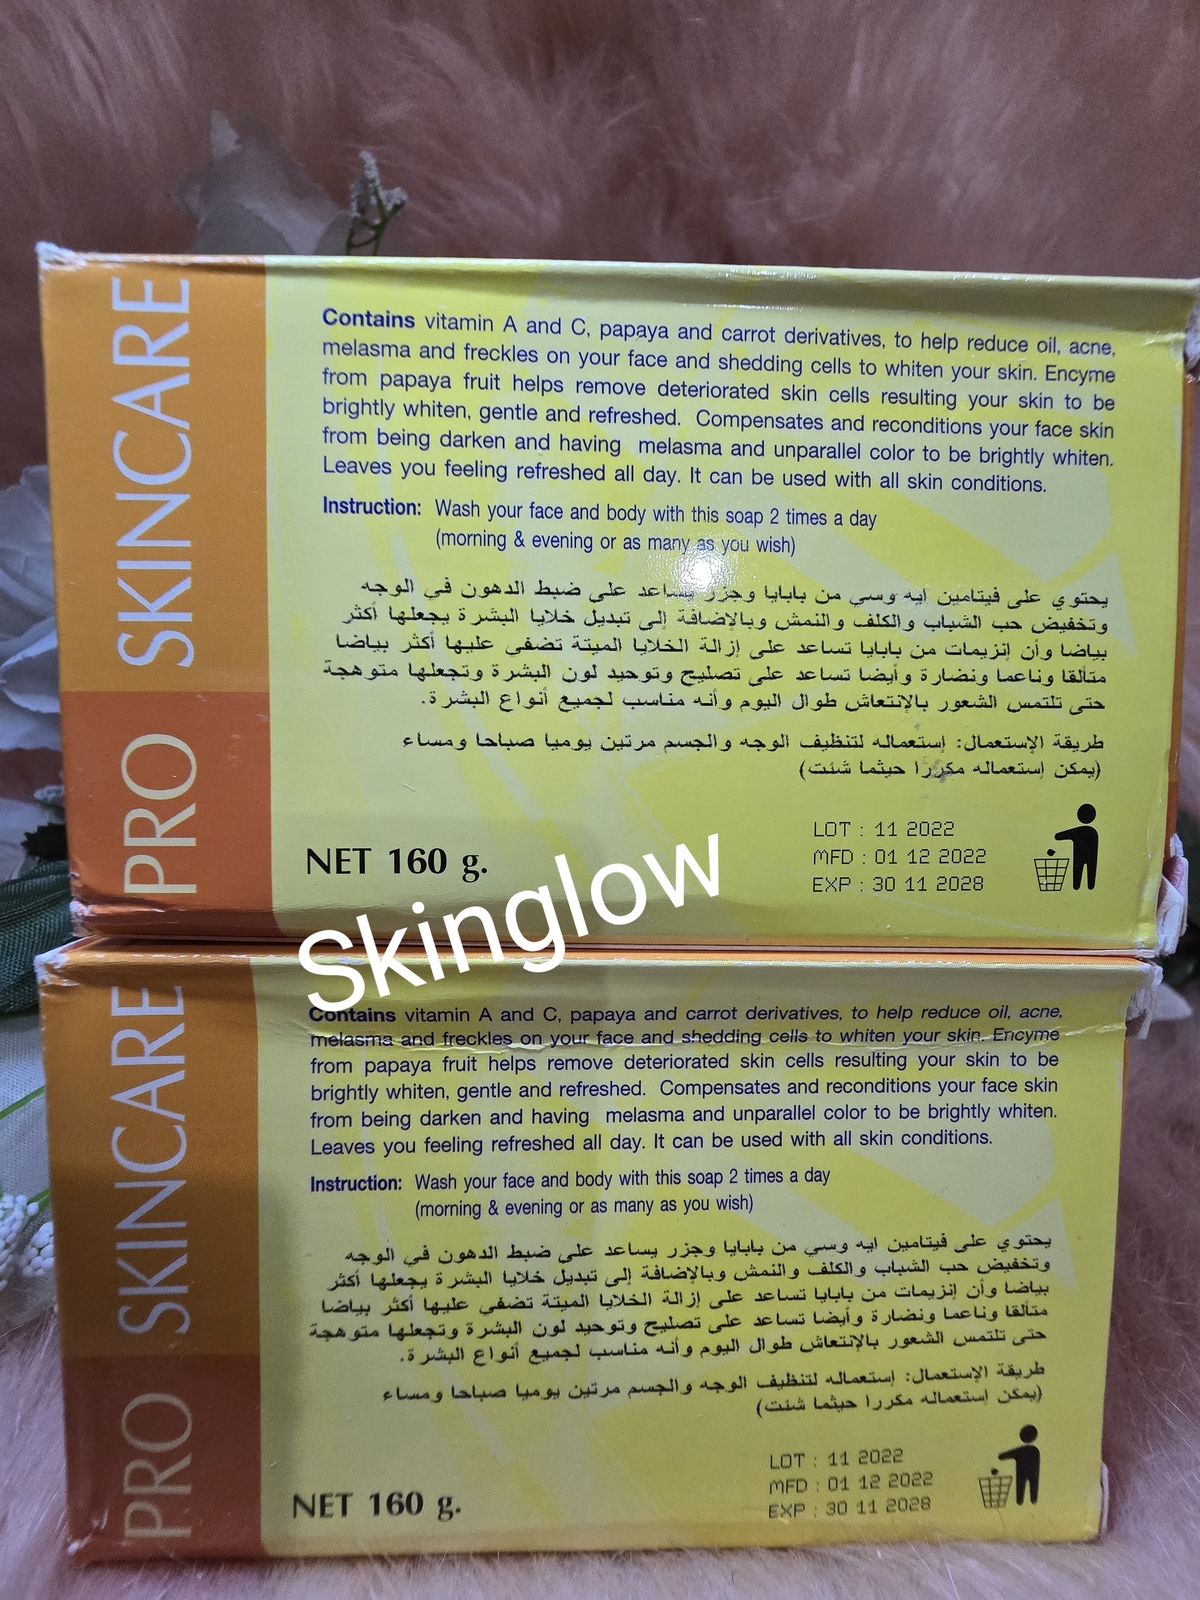 PRO SKINCARE
Contains vitamin A and C, papaya and carrot derivatives, to help reduce oil, acne,
melasma and freckles on your face and shedding cells to whiten your skin. Encyme
from papaya fruit helps remove deteriorated skin cells resulting your skin to be
brightly whiten, gentle and refreshed. Compensates and reconditions your face skin
from being darken and having melasma and unparallel color to be brightly whiten.
Leaves you feeling refreshed all day. It can be used with all skin conditions.
Instruction: Wash your face and body with this soap 2 times a day
(morning & evening or as many as you wish)
يحتوي على فيتامين ايه وسي من بابايا وجزر يساعد على ضبط الدهون في الوجه
وتخفيض حب الشباب والكلف والنمش وبالإضافة إلى تبديل خلايا البشرة يجعلها أكثر
بياضا وأن إنزيمات من بابايا تساعد على إزالة الخلايا الميتة تضفي عليها أكثر بياضا
متألقا وناعما ونضارة وأيضا تساعد على تصليح وتوحيد لون البشرة وتجعلها متوهجة
حتى تلتمس الشعور بالإنتعاش طوال اليوم وأنه مناسب لجميع أنواع البشرة.
طريقة الإستعمال: إستعماله لتنظيف الوجه والجسم مرتين يوميا صباحا ومساء
(يمكن إستعماله مكررا حيثما شئت)
LOT : 11 2022
MFD : 01 12 2022
EXP : 30 11 2028
NET 160 g.
Skinglow
PRO SKINCARE
Contains vitamin A and C, papaya and carrot derivatives, to help reduce oil, acne,
melasma and freckles on your face and shedding cells to whiten your skin. Encyme
from papaya fruit helps remove deteriorated skin cells resulting your skin to be
brightly whiten, gentle and refreshed. Compensates and reconditions your face skin
from being darken and having melasma and unparallel color to be brightly whiten.
Leaves you feeling refreshed all day. It can be used with all skin conditions.
Instruction: Wash your face and body with this soap 2 times a day
(morning & evening or as many as you wish)
يحتوي على فيتامين ايه وسي من بابايا وجزر يساعد على ضبط الدهون في الوجه
وتخفيض حب الشباب والكلف والنمش وبالإضافة إلى تبديل خلايا البشرة يجعلها أكثر
بياضا وأن إنزيمات من بابايا تساعد على إزالة الخلايا الميتة تضفي عليها أكثر بياضا
متألقا وناعما ونضارة وأيضا تساعد على تصليح وتوحيد لون البشرة وتجعلها متوهجة
حتى تلتمس الشعور بالإنتعاش طوال اليوم وأنه مناسب لجميع أنواع البشرة.
طريقة الإستعمال: إستعماله لتنظيف الوجه والجسم مرتين يوميا صباحا ومساء
(يمكن إستعماله مكررا حيثما شئت)
LOT : 11 2022
MFD : 01 12 2022
EXP : 30 11 2028
NET 160 g.